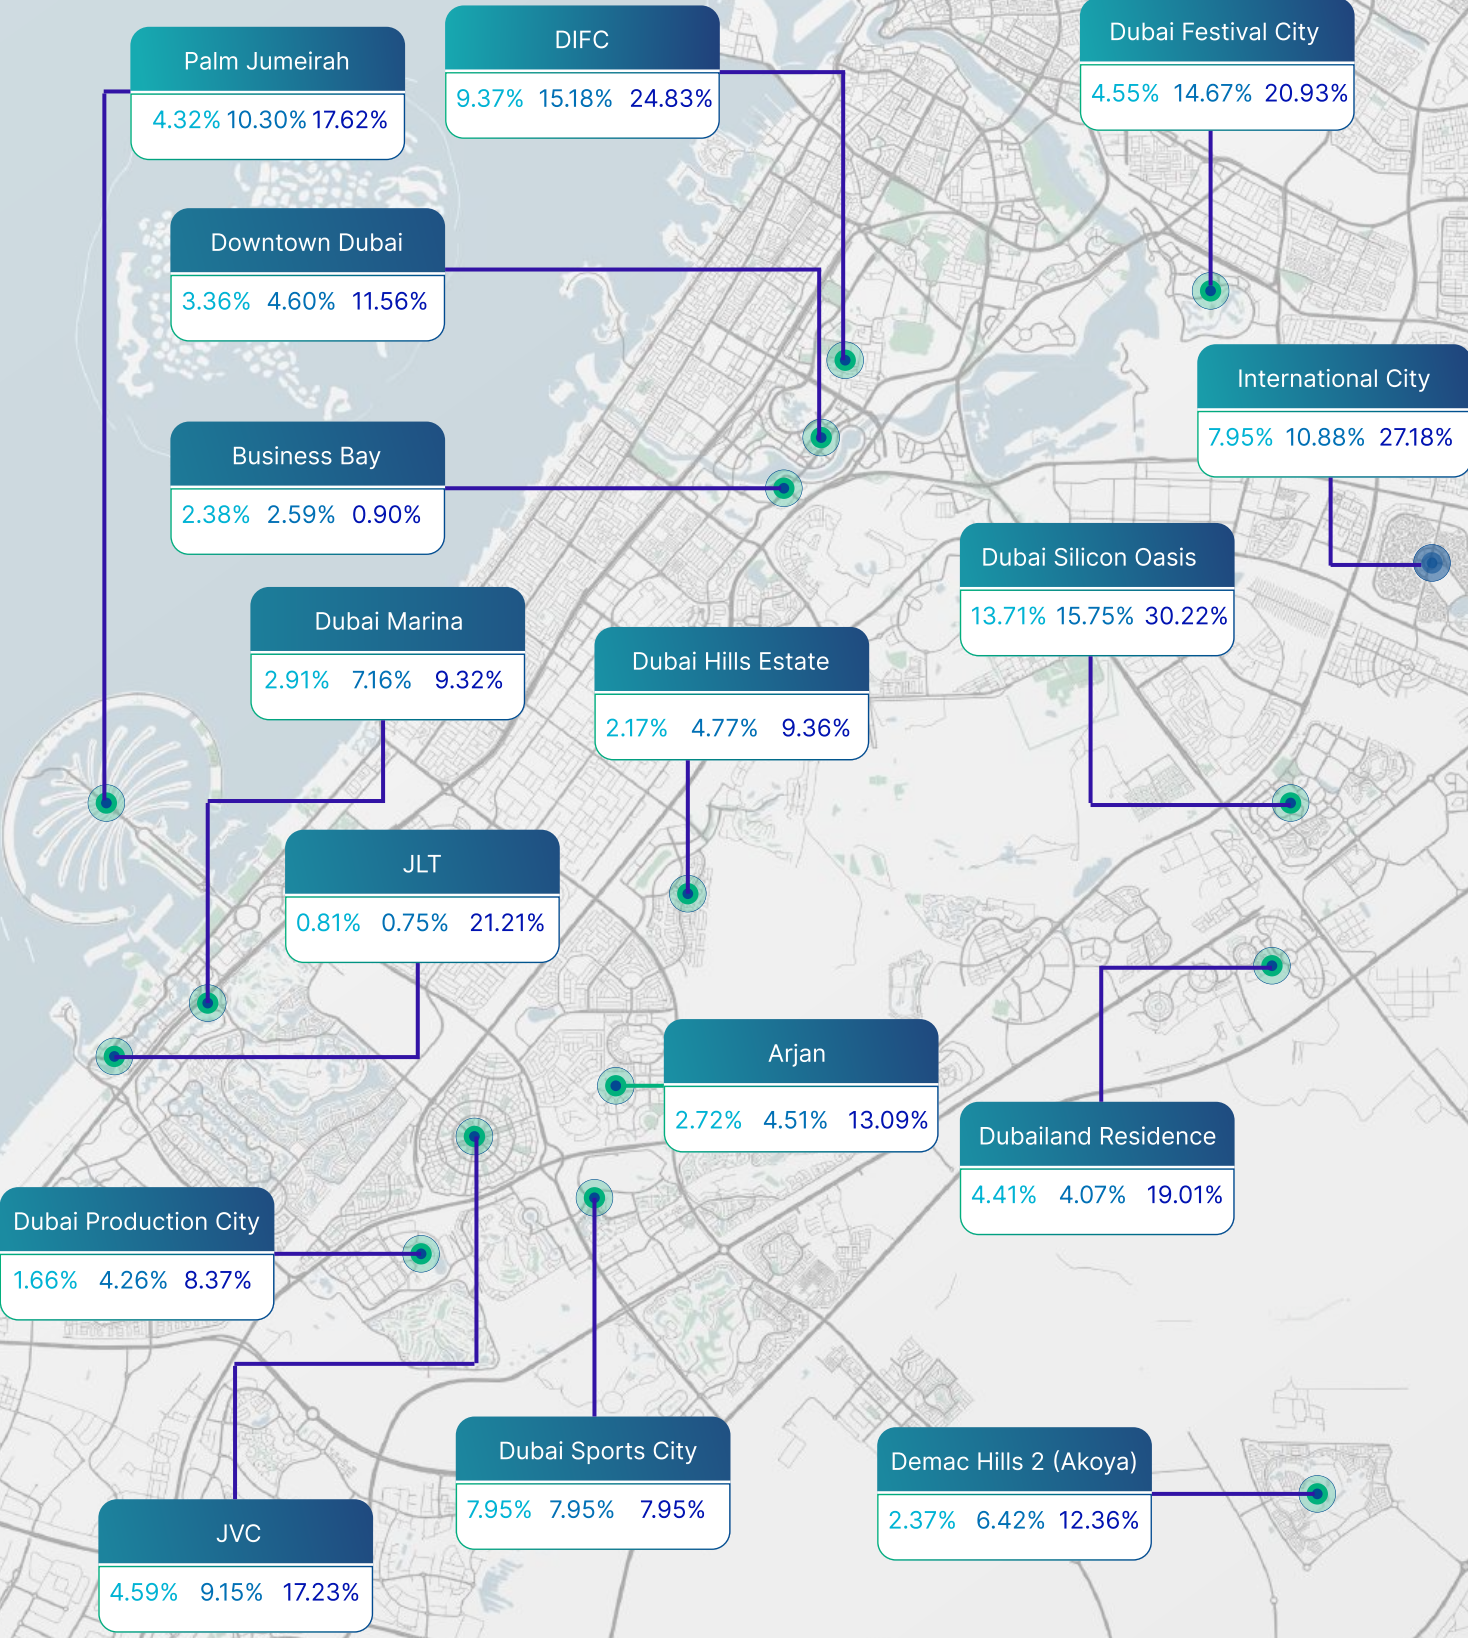 DIFC
9.37% 15.18% 24.83%
Dubai Festival City
4.55% 14.67% 20.93%
Palm Jumeirah
4.32% 10.30% 17.62%
Downtown Dubai
3.36% 4.60% 11.56%
International City
7.95% 10.88% 27.18%
Business Bay
2.38% 2.59% 0.90%
Dubai Silicon Oasis
13.71% 15.75% 30.22%
Dubai Marina
2.91% 7.16% 9.32%
Dubai Hills Estate
2.17% 4.77% 9.36%
JLT
0.81% 0.75% 21.21%
Arjan
2.72% 4.51% 13.09%
Dubailand Residence
4.41% 4.07% 19.01%
Dubai Production City
1.66% 4.26% 8.37%
Dubai Sports City
7.95% 7.95% 7.95%
Demac Hills 2 (Akoya)
2.37% 6.42% 12.36%
JVC
4.59% 9.15% 17.23%